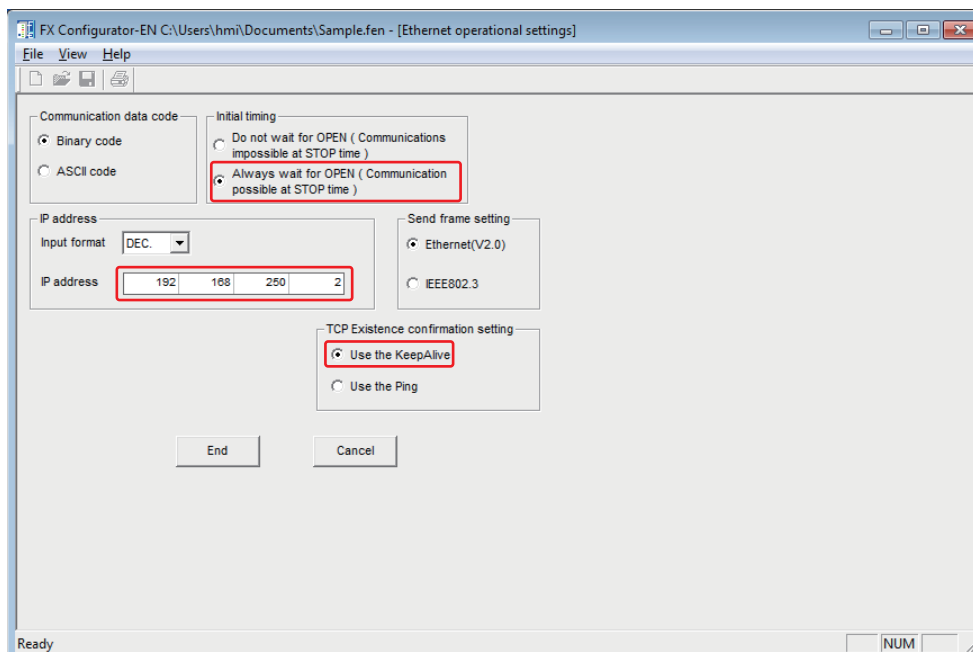 FX Configurator-EN C:\Users\hmi\Documents\Sample.fen - [Ethernet operational settings]
File View Help
Communication data code
Binary code
ASCII code
Initial timing
Do not wait for OPEN ( Communications
impossible at STOP time )
Always wait for OPEN ( Communication
possible at STOP time )
IP address
Input format DEC.
IP address 192 168 250 2
Send frame setting
Ethernet(V2.0)
IEEE802.3
TCP Existence confirmation setting
Use the KeepAlive
Use the Ping
End Cancel
Ready NUM